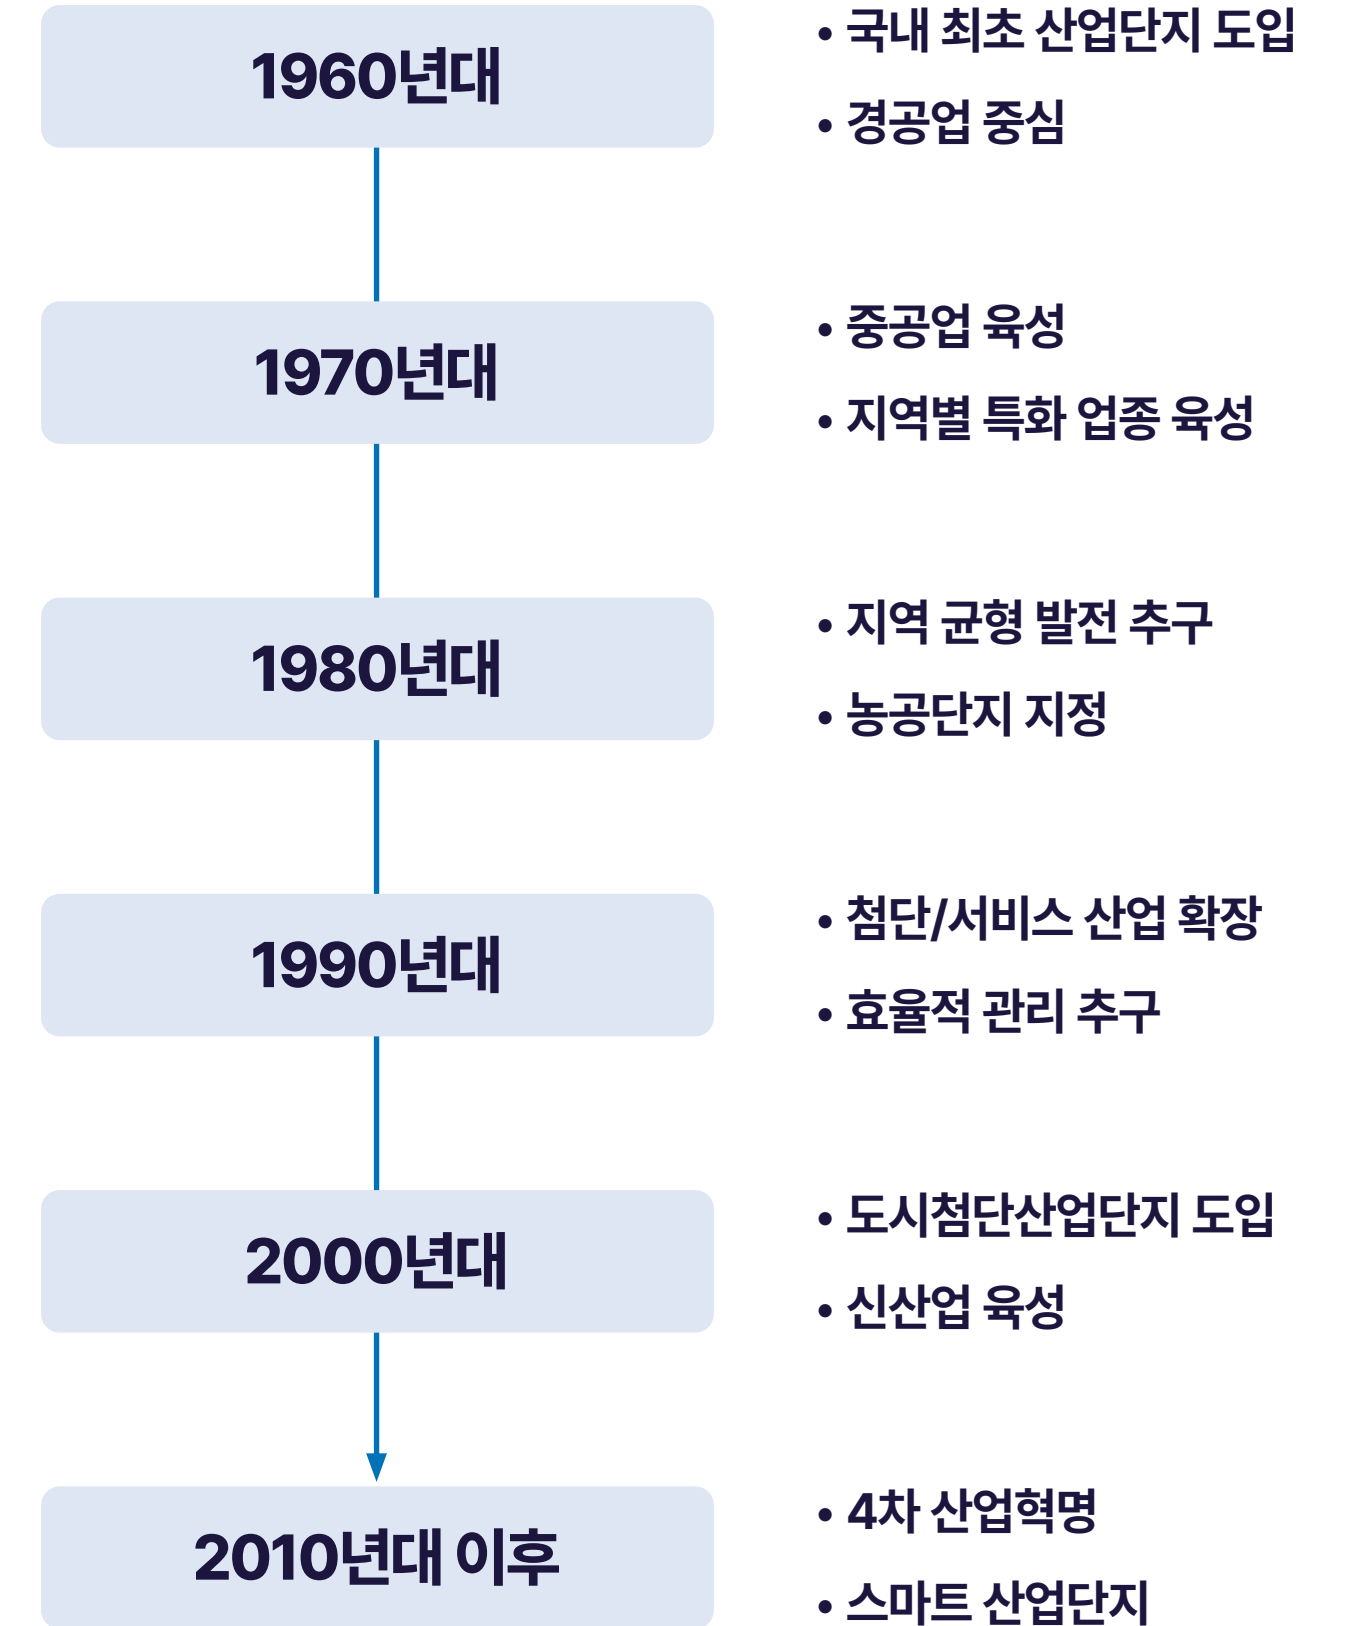 1960년대
• 국내 최초 산업단지 도입
• 경공업 중심
1970년대
• 중공업 육성
• 지역별 특화 업종 육성
1980년대
• 지역 균형 발전 추구
• 농공단지 지정
1990년대
• 첨단/서비스 산업 확장
• 효율적 관리 추구
2000년대
• 도시첨단산업단지 도입
• 신산업 육성
2010년대 이후
• 4차 산업혁명
• 스마트 산업단지